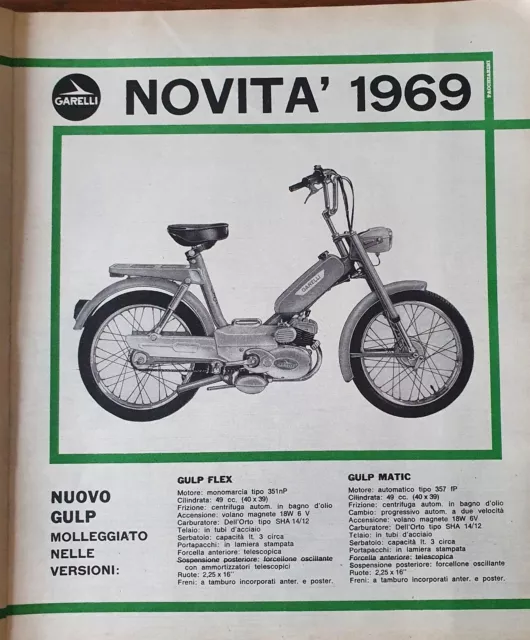 GARELLI
NOVITA' 1969
GARELLI
NUOVO
GULP
MOLLEGGIATO
NELLE
VERSIONI:
GULP FLEX
Motore: monomarcia tipo 351nP
Cilindrata: 49 cc. (40 x 39)
Frizione: centrifuga autom. in bagno d'olio
Accensione: volano magnete 18W 6 V
Carburatore: Dell'Orto tipo SHA 14/12
Telaio: in tubi d'acciaio
Serbatoio: capacità lt. 3 circa
Portapacchi: in lamiera stampata
Forcella anteriore: telescopica
Sospensione posteriore: forcellone oscillante
con ammortizzatori telescopici
Ruote: 2,25 x 16"
Freni: a tamburo incorporati anter. e poster.
GULP MATIC
Motore: automatico tipo 357 fP
Cilindrata: 49 cc. (40 x 39)
Frizione: centrifuga autom. in bagno d'olio
Cambio: progressivo autom. a due velocità
Accensione: volano magnete 18W 6V
Carburatore: Dell'Orto tipo SHA 14/12
Telaio: in tubi d'acciaio
Serbatoio: capacità lt. 3 circa
Portapacchi: in lamiera stampata
Forcella anteriore: telescopica
Sospensione posteriore: forcellone oscillante
Ruote: 2,25 x 16"
Freni: a tamburo incorporati anter. e poster.